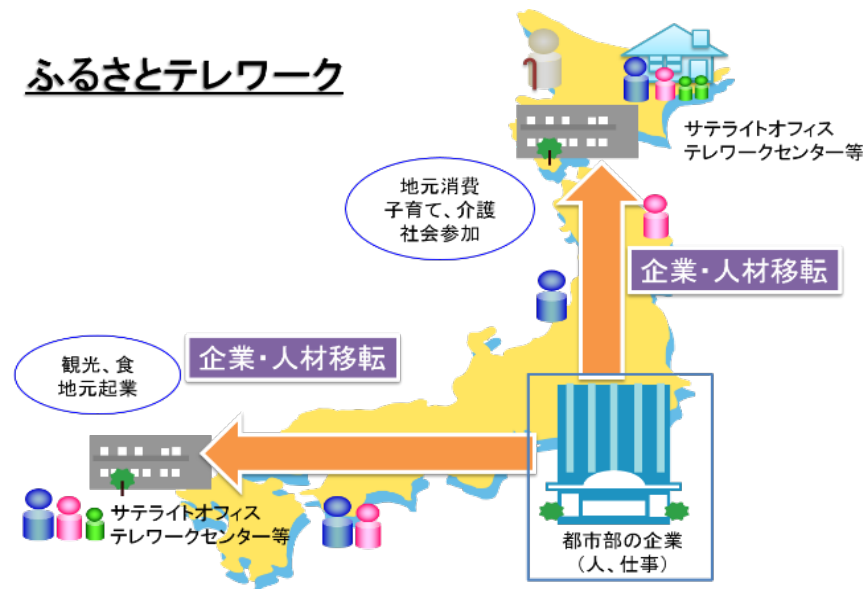 ふるさとテレワーク
サテライトオフィス
テレワークセンター等
地元消費
子育て、介護
社会参加
企業・人材移転
企業・人材移転
観光、食
地元起業
サテライトオフィス
テレワークセンター等
都市部の企業
（人、仕事）